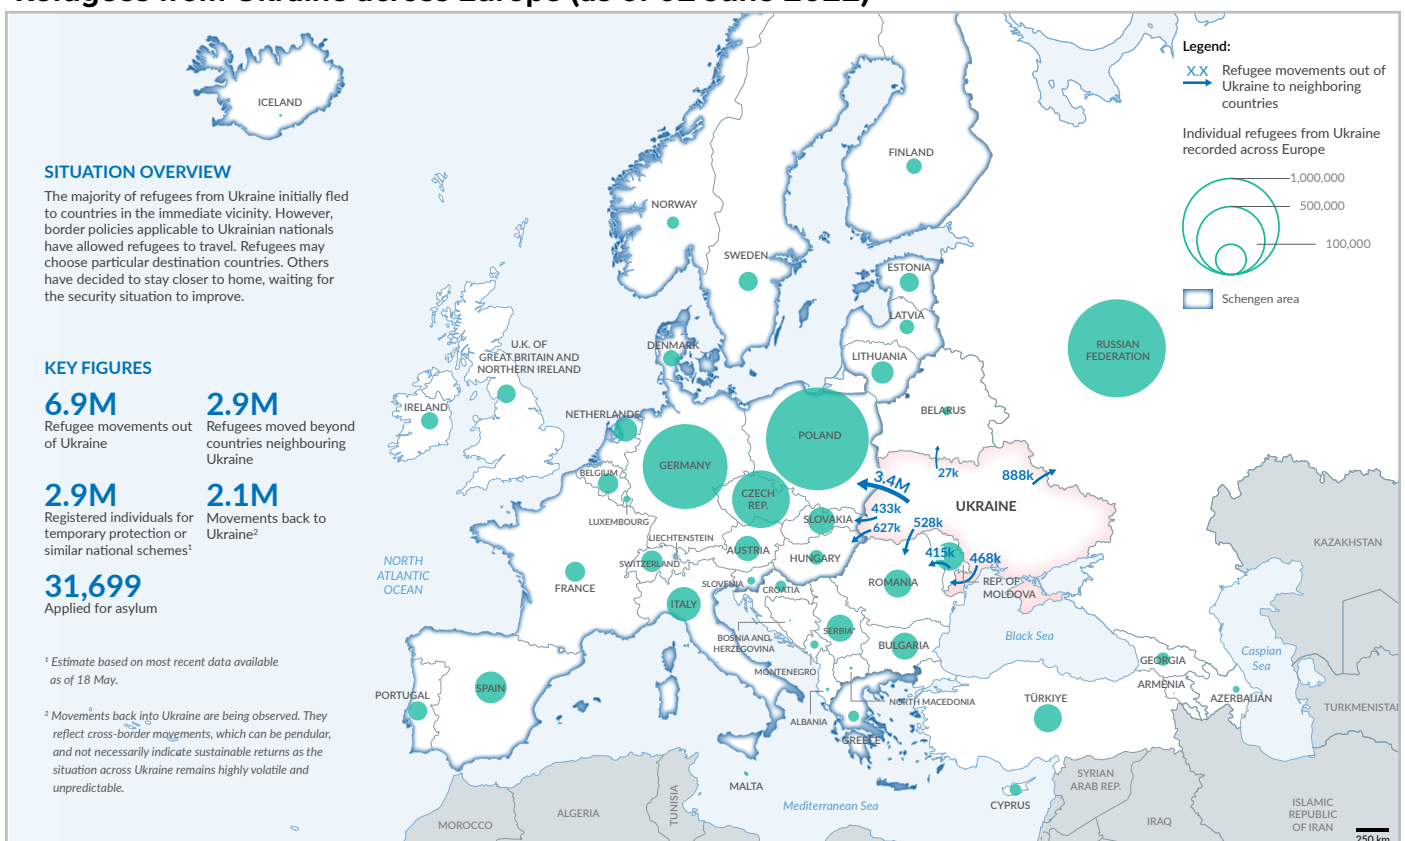 Refugees from Ukraine across Europe (as of 02 June 2022)
SITUATION OVERVIEW
The majority of refugees from Ukraine initially fled
to countries in the immediate vicinity. However,
border policies applicable to Ukrainian nationals
have allowed refugees to travel. Refugees may
choose particular destination countries. Others
have decided to stay closer to home, waiting for
the security situation to improve.
KEY FIGURES
6.9M
Refugee movements out
of Ukraine
2.9M
Refugees moved beyond
countries neighbouring
Ukraine
2.9M
Registered individuals for
temporary protection or
similar national schemes¹
2.1M
Movements back to
Ukraine²
31,699
Applied for asylum
¹ Estimate based on most recent data available
as of 18 May.
² Movements back into Ukraine are being observed. They
reflect cross-border movements, which can be pendular,
and not necessarily indicate sustainable returns as the
situation across Ukraine remains highly volatile and
unpredictable.
Legend:
X.X
Refugee movements out of
Ukraine to neighboring
countries
Individual refugees from Ukraine
recorded across Europe
1,000,000
500,000
100,000
Schengen area
ICELAND
FINLAND
NORWAY
SWEDEN
ESTONIA
LATVIA
LITHUANIA
DENMARK
U.K. OF
GREAT BRITAIN AND
NORTHERN IRELAND
IRELAND
NETHERLANDS
BELGIUM
LUXEMBOURG
GERMANY
POLAND
BELARUS
RUSSIAN
FEDERATION
CZECH
REP.
SLOVAKIA
UKRAINE
27k
888k
3.4M
433k
627k
528k
415k
468k
LIECHTENSTEIN
SWITZERLAND
AUSTRIA
HUNGARY
NORTH
ATLANTIC
OCEAN
FRANCE
SLOVENIA
CROATIA
ROMANIA
REP. OF
MOLDOVA
ITALY
BOSNIA AND
HERZEGOVINA
SERBIA
BULGARIA
Black Sea
MONTENEGRO
NORTH MACEDONIA
ALBANIA
GREECE
PORTUGAL
SPAIN
TÜRKIYE
GEORGIA
ARMENIA
AZERBAIJAN
KAZAKHSTAN
Caspian
Sea
TURKMENISTAN
MALTA
Mediterranean Sea
CYPRUS
MOROCCO
ALGERIA
TUNISIA
SYRIAN
ARAB REP.
IRAQ
ISLAMIC
REPUBLIC
OF IRAN
250 km